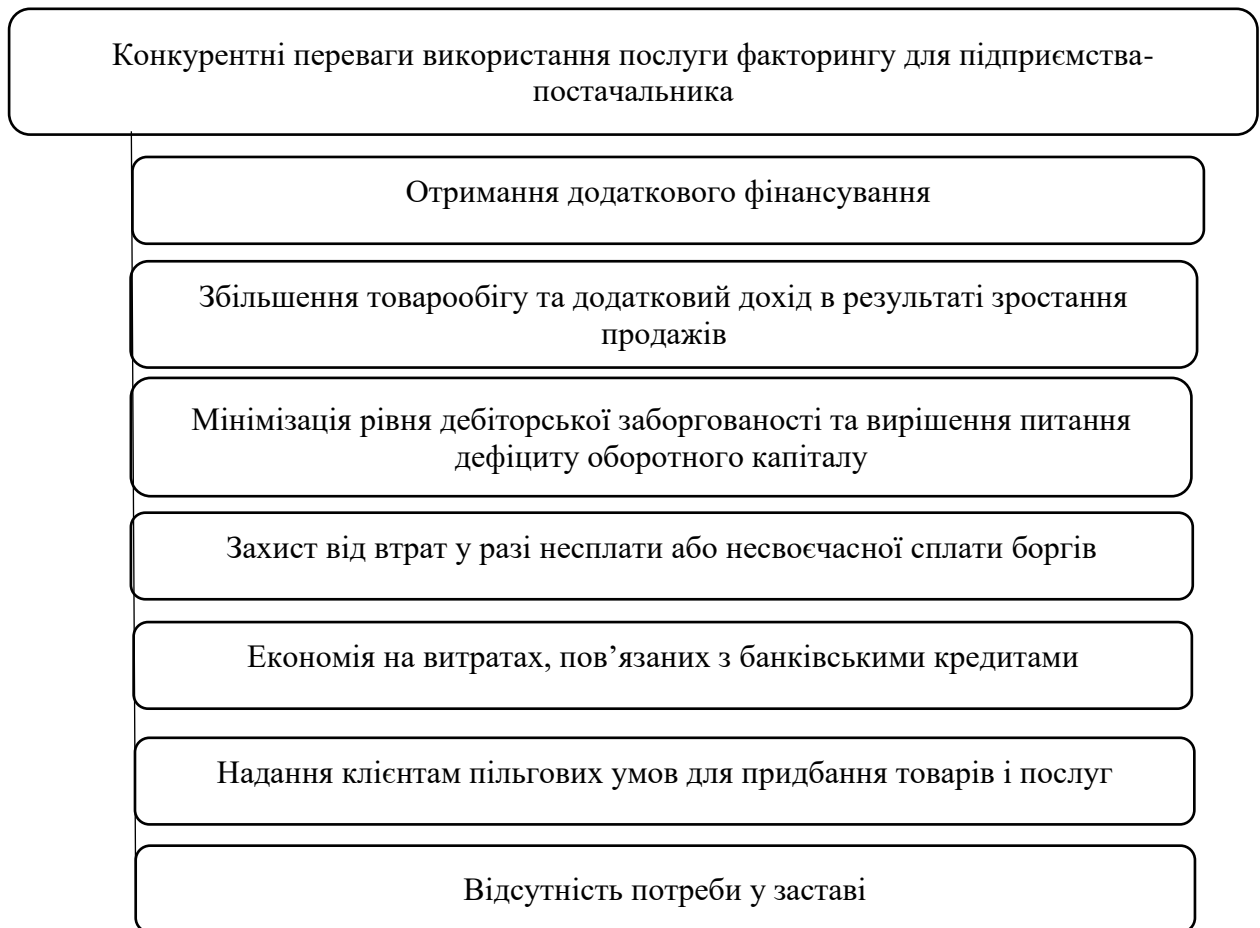 Конкурентні переваги використання послуги факторингу для підприємства-
постачальника
Отримання додаткового фінансування
Збільшення товарообігу та додатковий дохід в результаті зростання
продажів
Мінімізація рівня дебіторської заборгованості та вирішення питання
дефіциту оборотного капіталу
Захист від втрат у разі несплати або несвоєчасної сплати боргів
Економія на витратах, пов’язаних з банківськими кредитами
Надання клієнтам пільгових умов для придбання товарів і послуг
Відсутність потреби у заставі